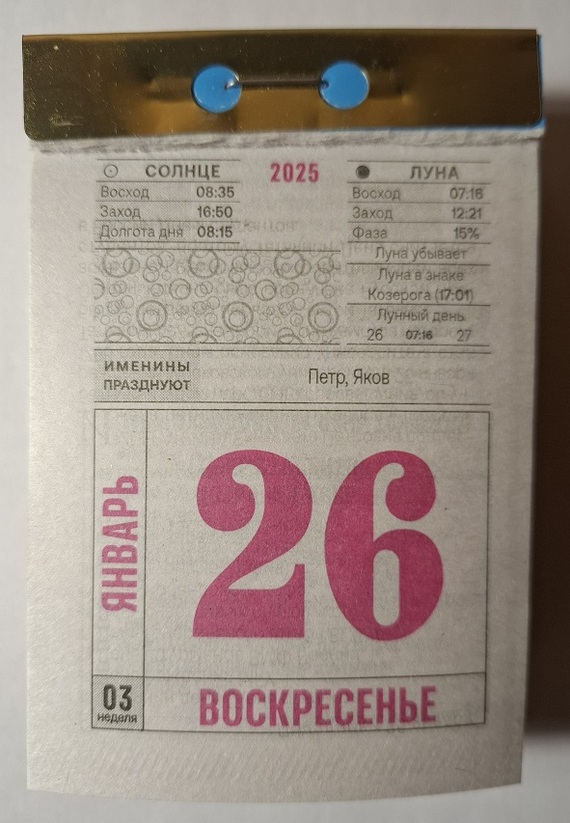 СОЛНЦЕ
Восход 08:35
Заход 16:50
Долгота дня 08:15
2025
ЛУНА
Восход 07:16
Заход 12:21
Фаза 15%
Луна убывает
Луна в знаке
Козерога (17:01)
Лунный день
26 07:16 27
ИМЕНИНЫ
ПРАЗДНУЮТ
Петр, Яков
ЯНВАРЬ
26
03
неделя
ВОСКРЕСЕНЬЕ